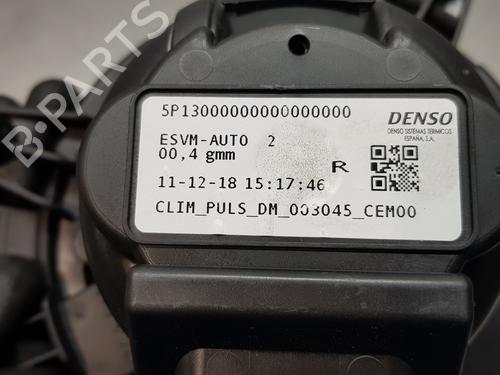 B-PARTS
5P13000000000000000
DENSO
DENSO SISTEMAS TERMICOS
ESPAÑA, S.A.
ESVM-AUTO 2
00,4 gmm
R
11-12-18 15:17:46
CLIM_PULS_DM_003045_CEM00